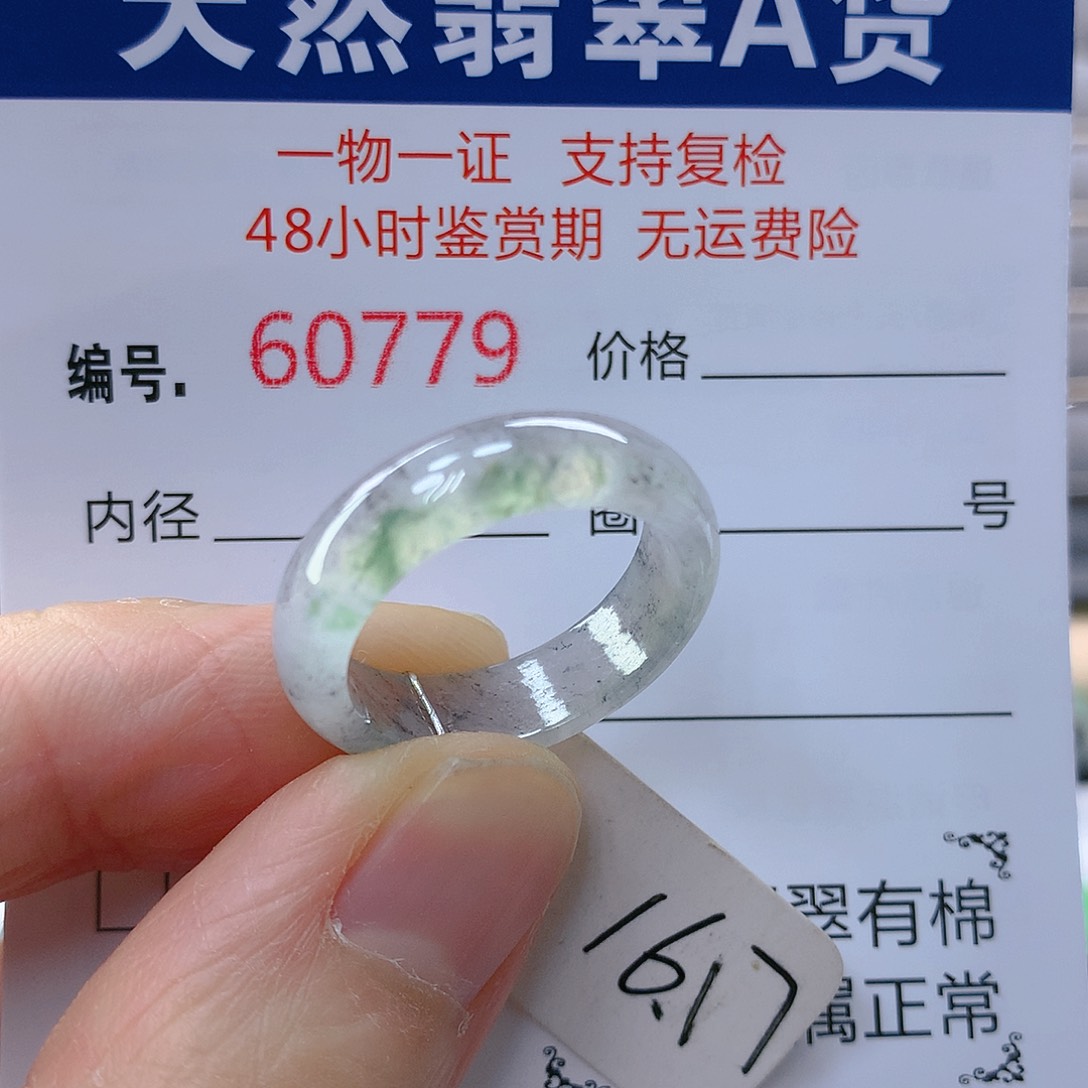 天然翡翠A货
一物一证 支持复检
48小时鉴赏期 无运费险
编号. 60779 价格
内径 圈 号
翠有棉
属正常
16.17